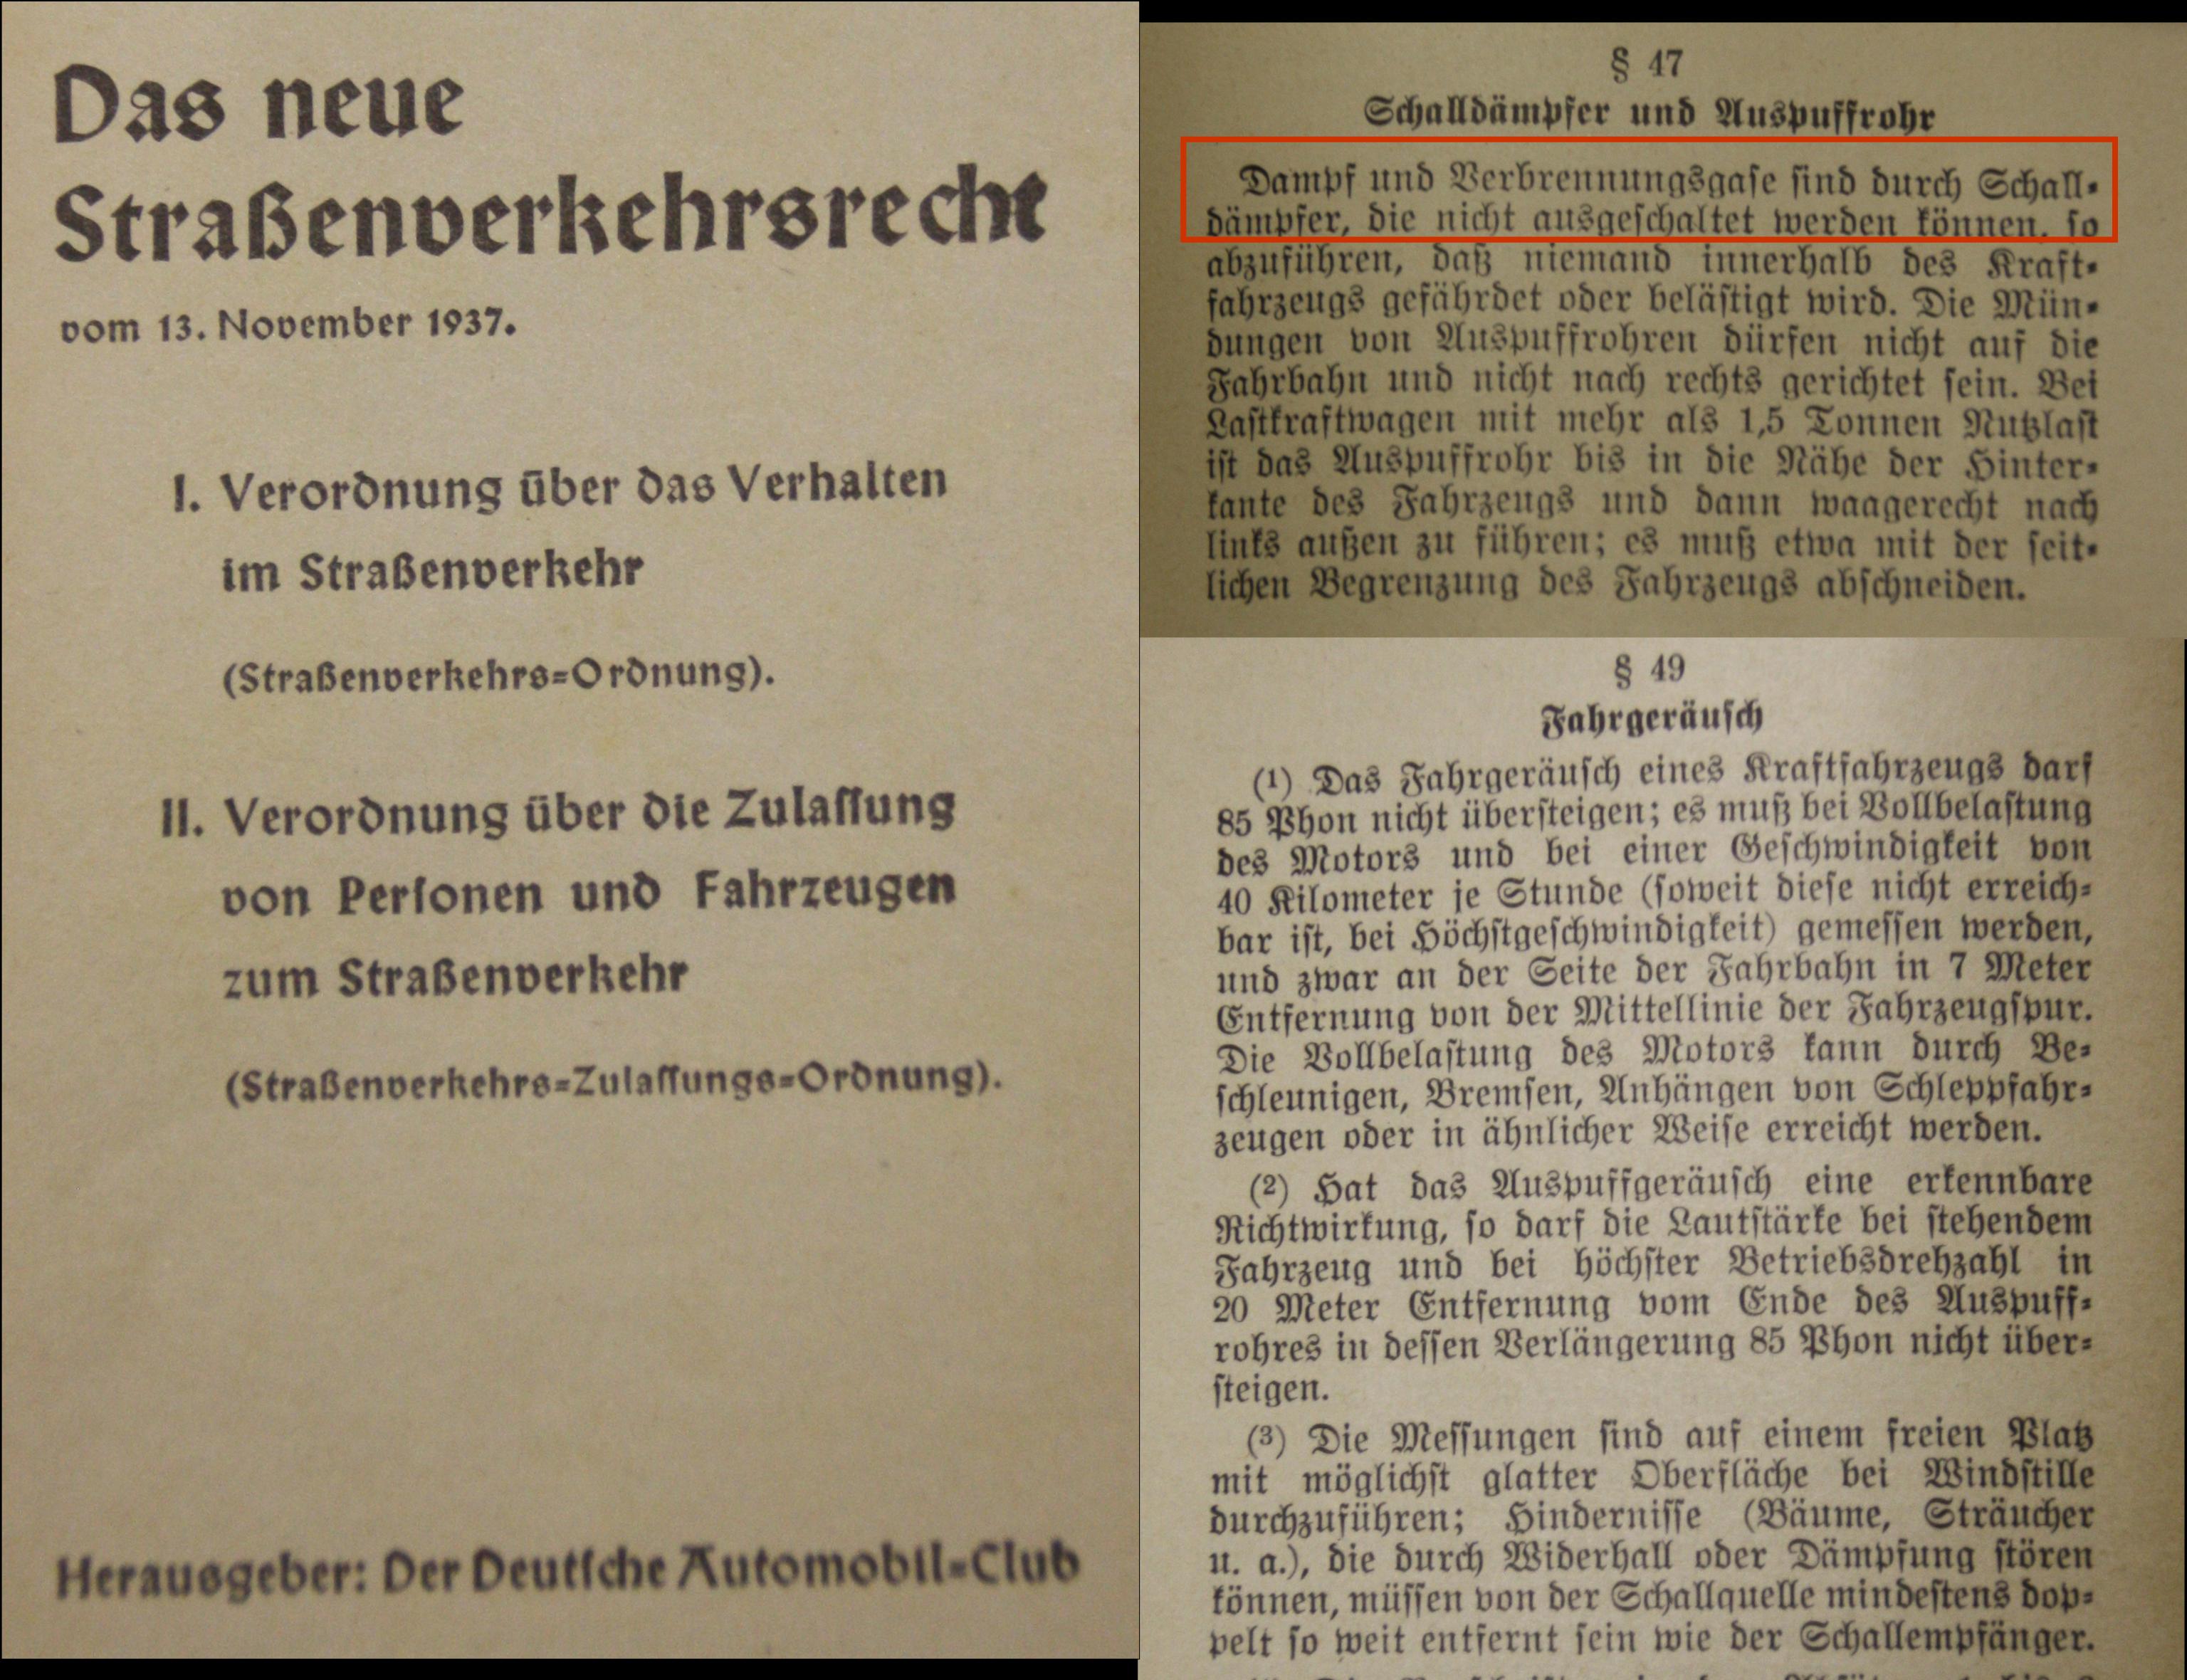 Das neue
Straßenverkehrsrecht
vom 13. November 1937.
I. Verordnung über das Verhalten
im Straßenverkehr
(Straßenverkehrs=Ordnung).
II. Verordnung über die Zulaſſung
von Perſonen und Fahrzeugen
zum Straßenverkehr
(Straßenverkehrs=Zulaſſungs=Ordnung).
Herausgeber: Der Deutſche Automobil=Club
§ 47
Schalldämpfer und Auspuffrohr
Dampf und Verbrennungsgaſe ſind durch Schall=
dämpfer, die nicht ausgeſchaltet werden können, ſo
abzuführen, daß niemand innerhalb des Kraft=
fahrzeugs gefährdet oder beläſtigt wird. Die Mün=
dungen von Auspuffrohren dürfen nicht auf die
Fahrbahn und nicht nach rechts gerichtet ſein. Bei
Laſtkraftwagen mit mehr als 1,5 Tonnen Nutzlaſt
iſt das Auspuffrohr bis in die Nähe der Hinter=
kante des Fahrzeugs und dann waagerecht nach
links außen zu führen; es muß etwa mit der ſeit=
lichen Begrenzung des Fahrzeugs abſchneiden.
§ 49
Fahrgeräuſch
(1) Das Fahrgeräuſch eines Kraftfahrzeugs darf
85 Phon nicht überſteigen; es muß bei Vollbelaſtung
des Motors und bei einer Geſchwindigkeit von
40 Kilometer je Stunde (ſoweit dieſe nicht erreich=
bar iſt, bei Höchſtgeſchwindigkeit) gemeſſen werden,
und zwar an der Seite der Fahrbahn in 7 Meter
Entfernung von der Mittellinie der Fahrzeugſpur.
Die Vollbelaſtung des Motors kann durch Be=
ſchleunigen, Bremſen, Anhängen von Schleppfahr=
zeugen oder in ähnlicher Weiſe erreicht werden.
(2) Hat das Auspuffgeräuſch eine erkennbare
Richtwirkung, ſo darf die Lautſtärke bei ſtehendem
Fahrzeug und bei höchſter Betriebsdrehzahl in
20 Meter Entfernung vom Ende des Auspuff=
rohres in deſſen Verlängerung 85 Phon nicht über=
ſteigen.
(3) Die Meſſungen ſind auf einem freien Platz
mit möglichſt glatter Oberfläche bei Windſtille
durchzuführen; Hinderniſſe (Bäume, Sträucher
u. a.), die durch Widerhall oder Dämpfung ſtören
können, müſſen von der Schallquelle mindeſtens dop=
pelt ſo weit entfernt ſein wie der Schallempfänger.